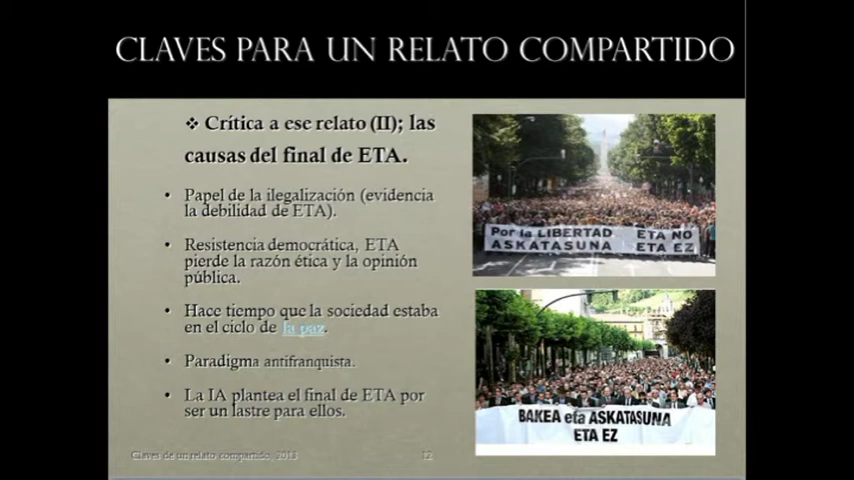 CLAVES PARA UN RELATO COMPARTIDO
❖ Crítica a ese relato (II); las
causas del final de ETA.
• Papel de la ilegalización (evidencia
la debilidad de ETA).
• Resistencia democrática, ETA
pierde la razón ética y la opinión
pública.
• Hace tiempo que la sociedad estaba
en el ciclo de la paz.
• Paradigma antifranquista.
• La IA plantea el final de ETA por
ser un lastre para ellos.
Por la LIBERTAD ETA NO
ASKATASUNA ETA EZ
BAKEA eta ASKATASUNA
ETA EZ
Claves de un relato compartido, 2013
12